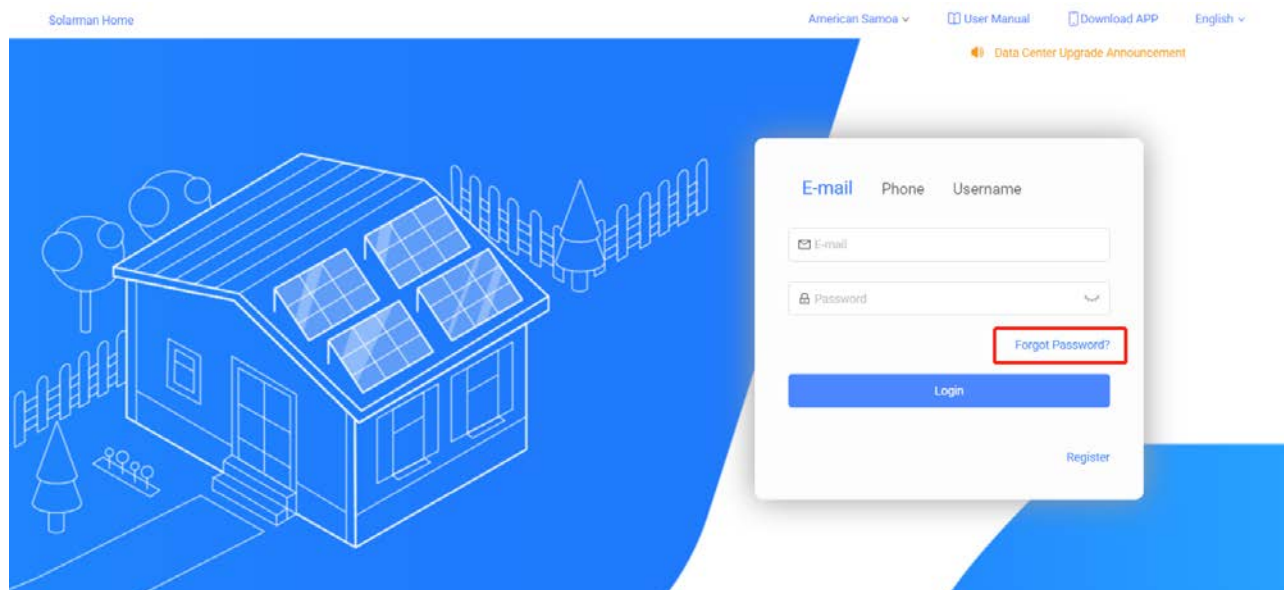 Solarman Home American Samoa User Manual Download APP English
Data Center Upgrade Announcement
E-mail Phone Username
E-mail
Password
Forgot Password?
Login
Register